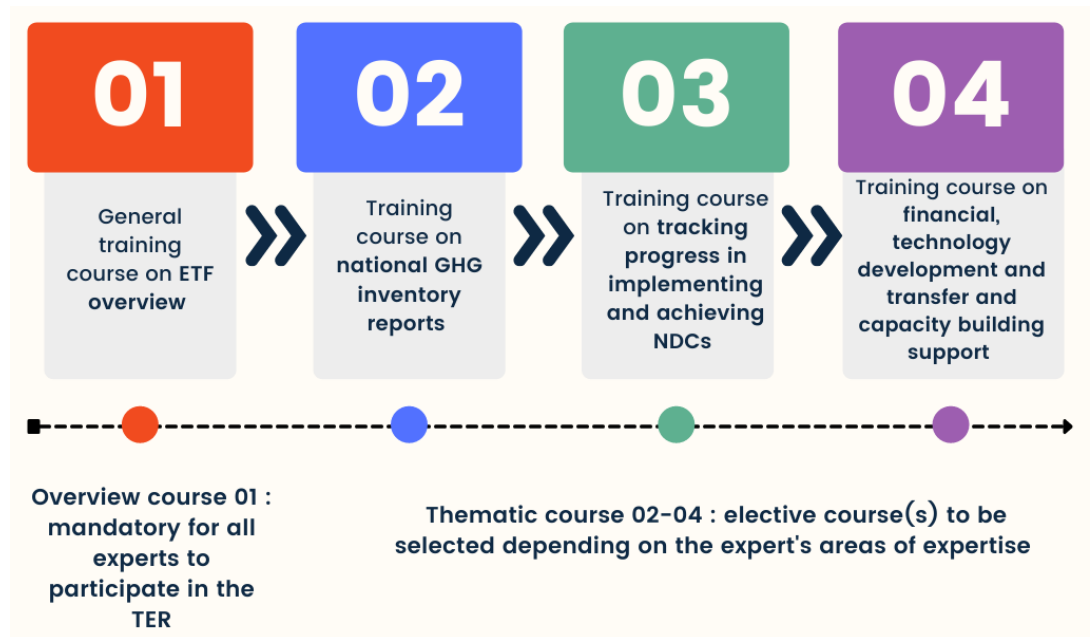 01
General
training
course on ETF
overview
02
Training
course on
national GHG
inventory
reports
03
Training course
on tracking
progress in
implementing
and achieving
NDCs
04
Training course on
financial,
technology
development and
transfer and
capacity building
support
Overview course 01 :
mandatory for all
experts to
participate in the
TER
Thematic course 02-04 : elective course(s) to be
selected depending on the expert's areas of expertise